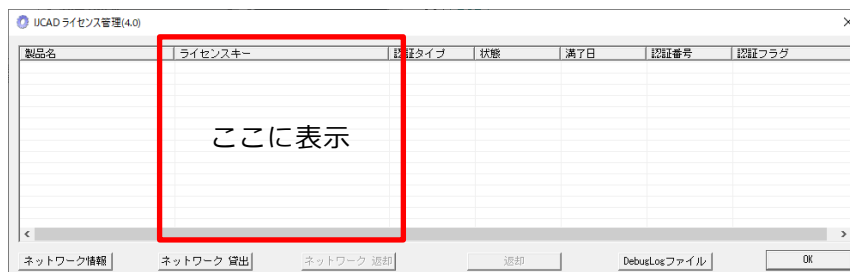 IJCAD ライセンス管理(4.0)
製品名 ライセンスキー 認証タイプ 状態 満了日 認証番号 認証フラグ
ここに表示
ネットワーク情報 ネットワーク 貸出 ネットワーク 返却 返却 DebugLogファイル OK